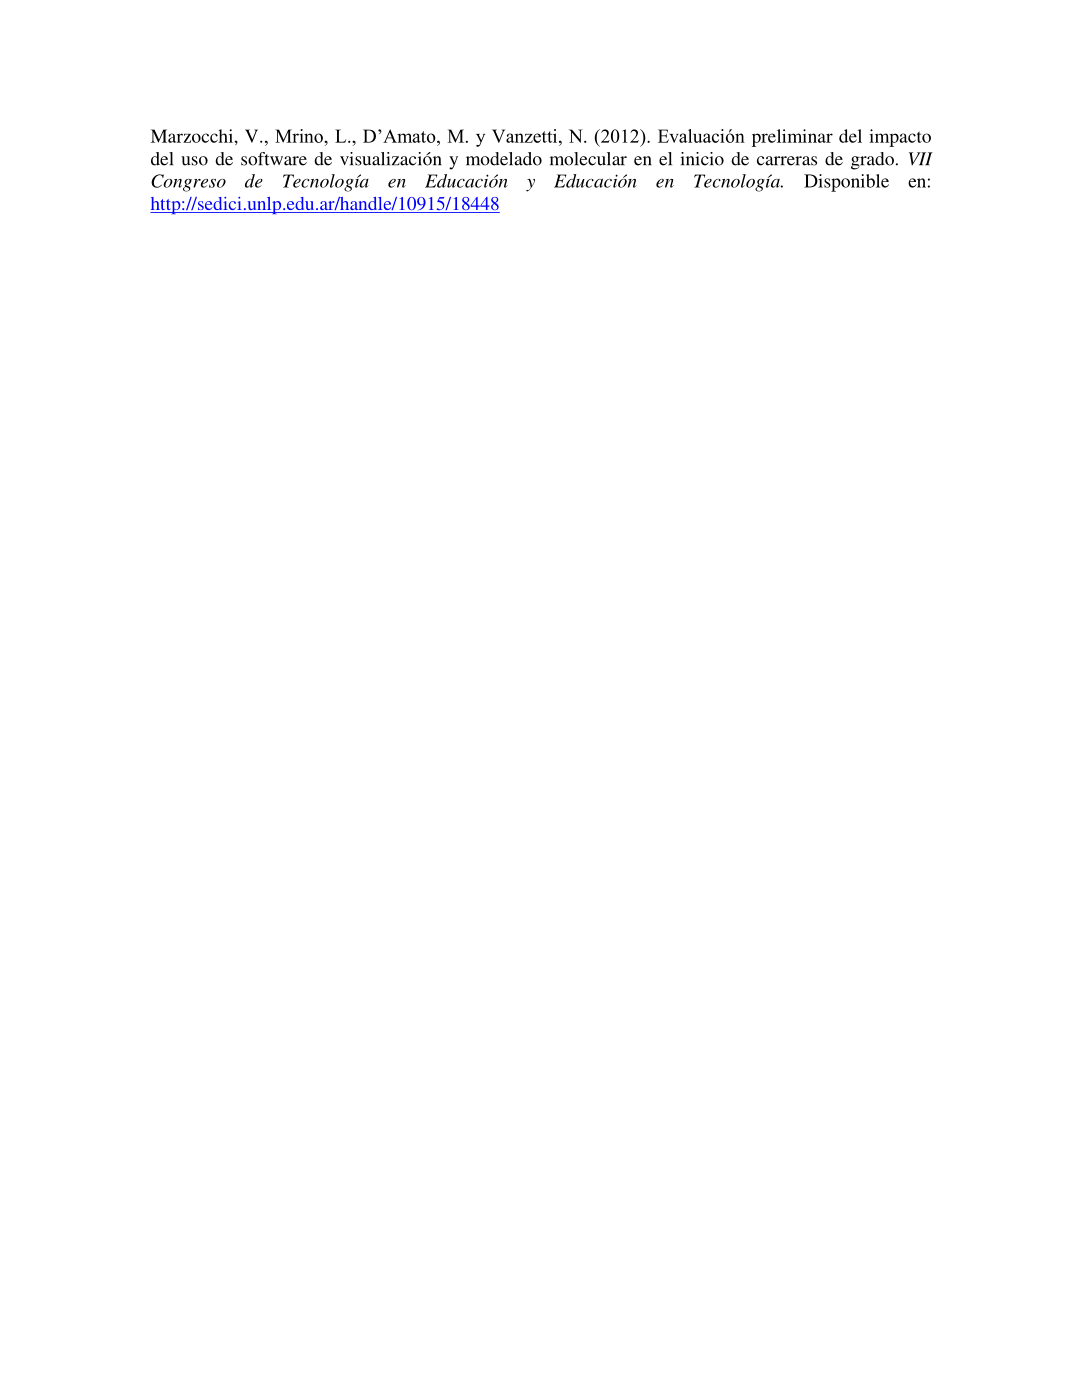 Marzocchi, V., Mrino, L., D’Amato, M. y Vanzetti, N. (2012). Evaluación preliminar del impacto
del uso de software de visualización y modelado molecular en el inicio de carreras de grado. VII
Congreso de Tecnología en Educación y Educación en Tecnología. Disponible en:
http://sedici.unlp.edu.ar/handle/10915/18448